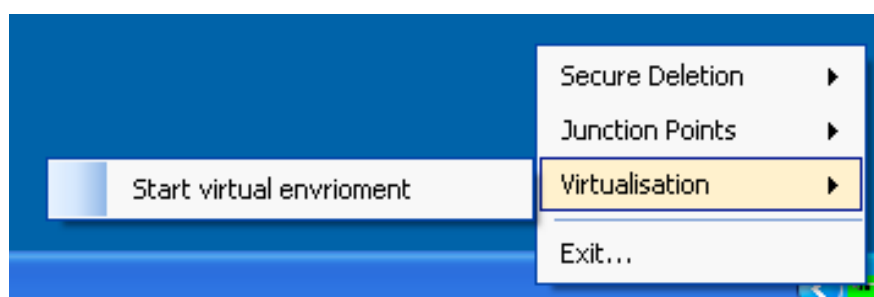 Secure Deletion
Junction Points
Virtualisation
Start virtual envrioment
Exit...